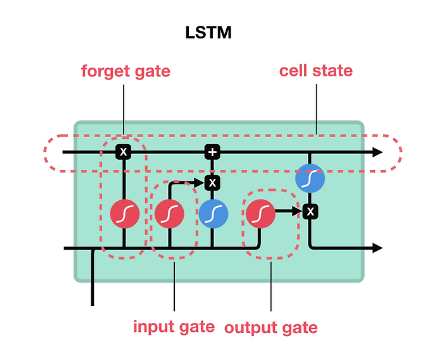 LSTM
forget gate
cell state
x
+
x
x
input gate
output gate